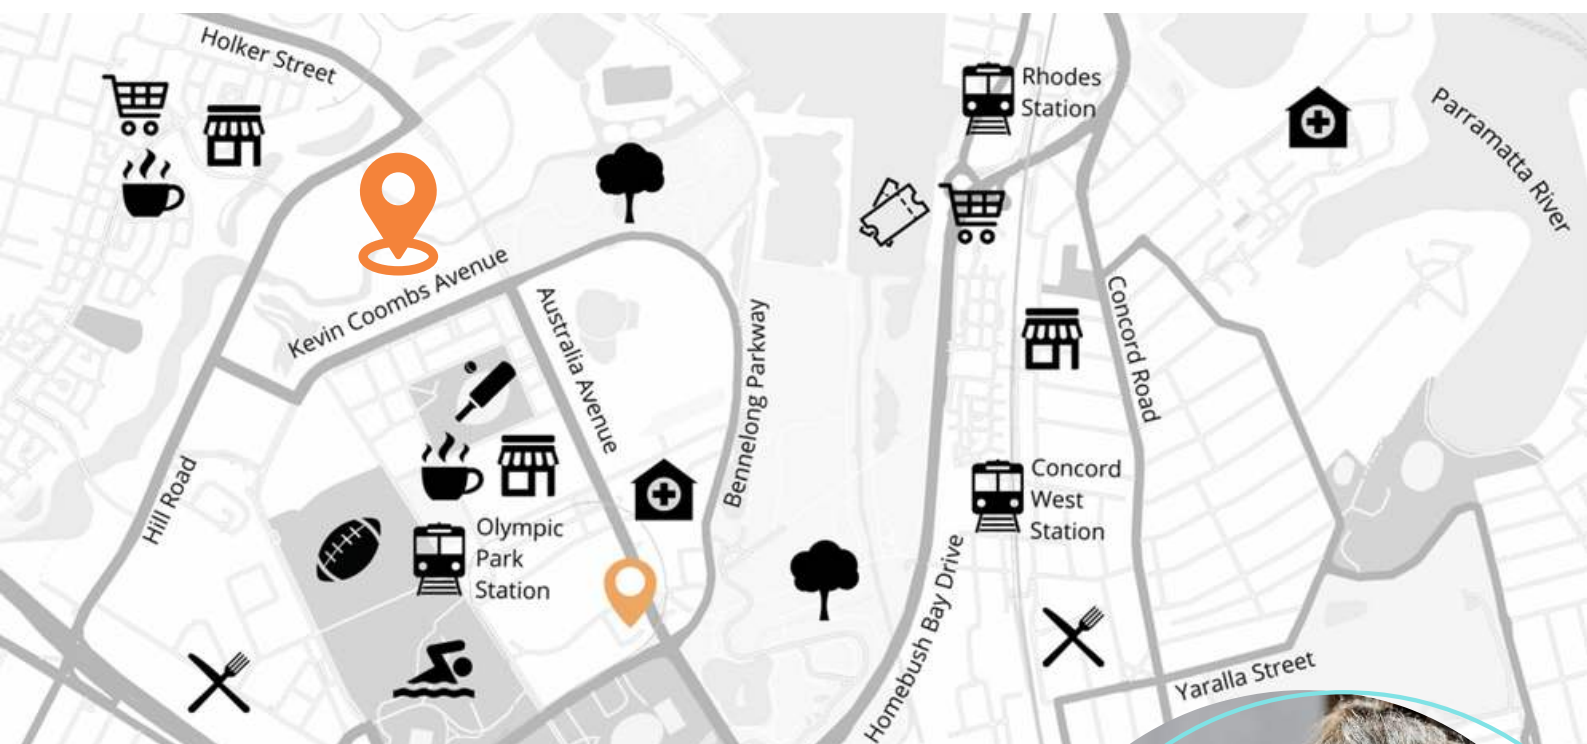 Holker Street
Rhodes
Station
Parramatta River
Kevin Coombs Avenue
Australia Avenue
Bennelong Parkway
Concord Road
Hill Road
Olympic
Park
Station
Concord
West
Station
Homebush Bay Drive
Yaralla Street